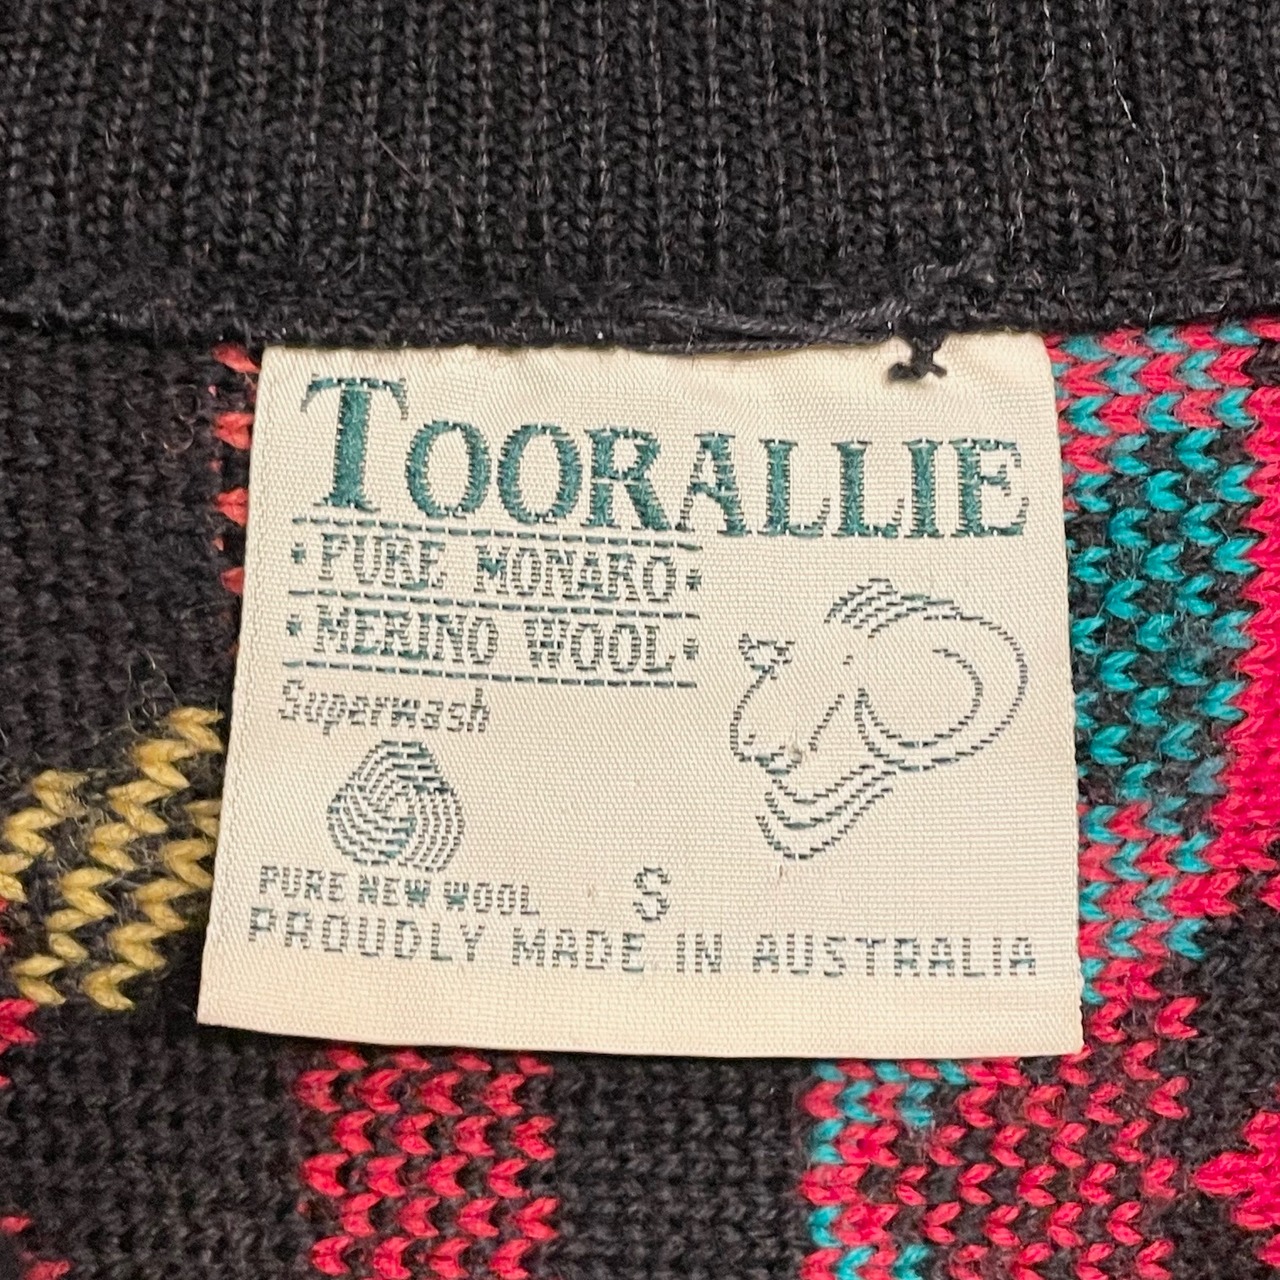 TOORALLIE
• PURE MONARO •
• MERINO WOOL •
Superwash
PURE NEW WOOL
S
PROUDLY MADE IN AUSTRALIA